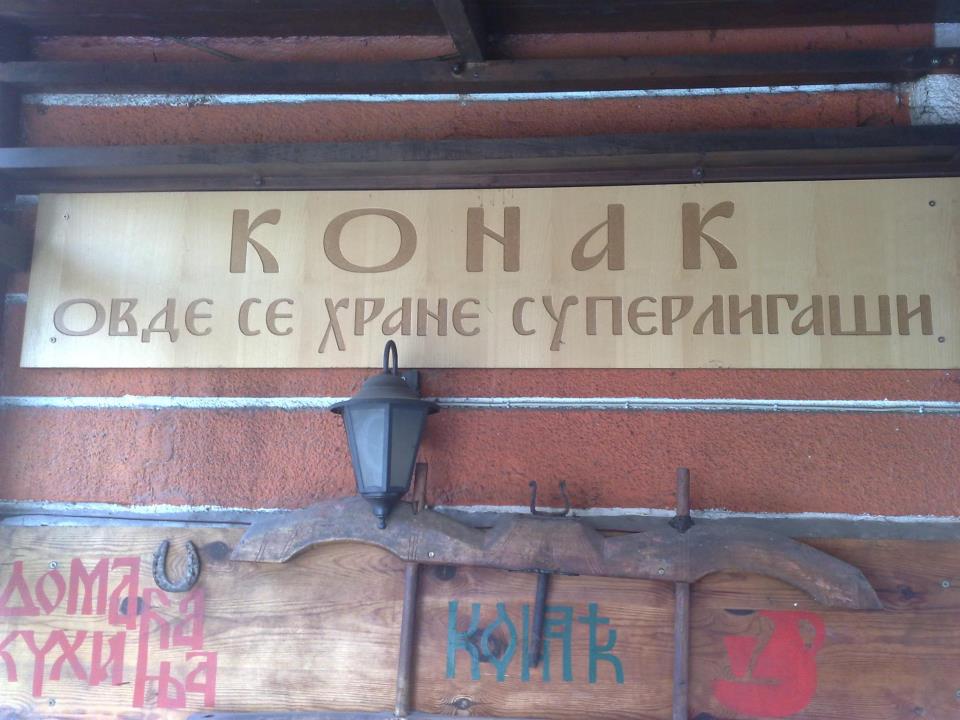 КОНАК
ОВДЕ СЕ ХРАНЕ СУПЕРЛИГАШИ
ДОМАЋА
КУХИЊА
КОНАК